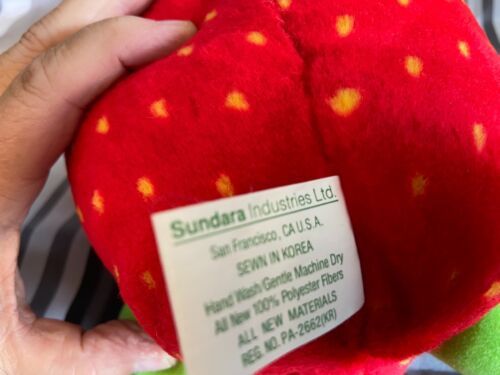 Sundara Industries Ltd.
San Francisco, CA U.S.A.
SEWN IN KOREA
Hand Wash/Gentle Machine Dry
All New 100% Polyester Fibers
ALL NEW MATERIALS
REG. NO. PA-2662(KR)